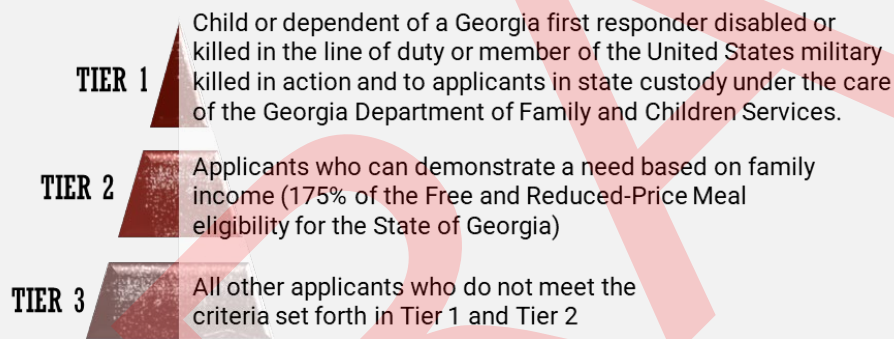 TIER 1
Child or dependent of a Georgia first responder disabled or
killed in the line of duty or member of the United States military
killed in action and to applicants in state custody under the care
of the Georgia Department of Family and Children Services.
TIER 2
Applicants who can demonstrate a need based on family
income (175% of the Free and Reduced-Price Meal
eligibility for the State of Georgia)
TIER 3
All other applicants who do not meet the
criteria set forth in Tier 1 and Tier 2